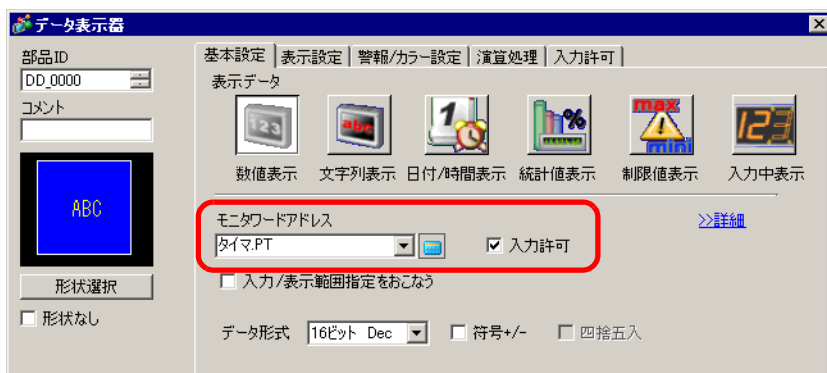 データ表示器
部品ID
DD_0000
コメント
ABC
形状選択
形状なし
基本設定 表示設定 警報/カラー設定 演算処理 入力許可
表示データ
123 abc 1 % max mini 123
数値表示 文字列表示 日付/時間表示 統計値表示 制限値表示 入力中表示
モニタワードアドレス >>詳細
タイマ.PT 入力許可
入力/表示範囲指定をおこなう
データ形式 16ビット Dec 符号+/- 四捨五入